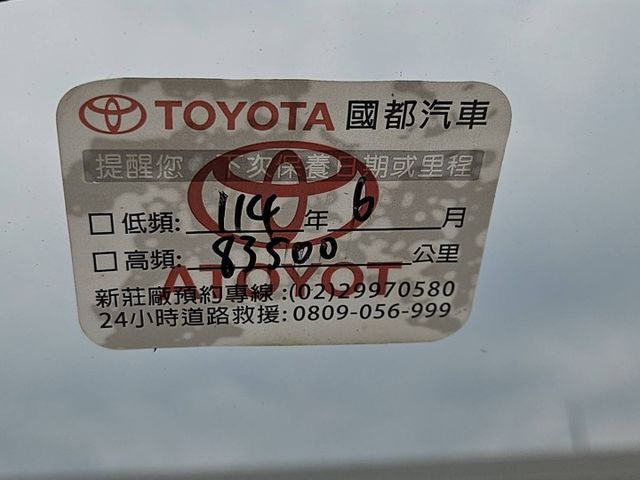 TOYOTA 國都汽車
提醒您 下次保養日期或里程
□低頻: 114 年 6 月
□高頻: 83500 公里
ATOYOT
新莊廠預約專線:(02)29970580
24小時道路救援:0809-056-999